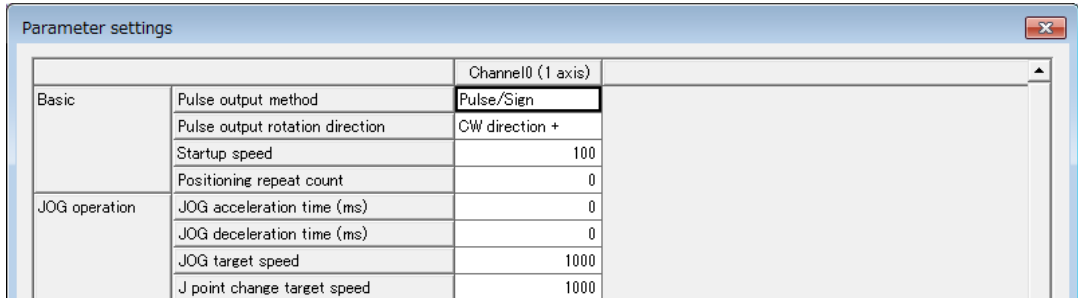 Parameter settings
Channel0 (1 axis)
Basic Pulse output method Pulse/Sign
Pulse output rotation direction CW direction +
Startup speed 100
Positioning repeat count 0
JOG operation JOG acceleration time (ms) 0
JOG deceleration time (ms) 0
JOG target speed 1000
J point change target speed 1000